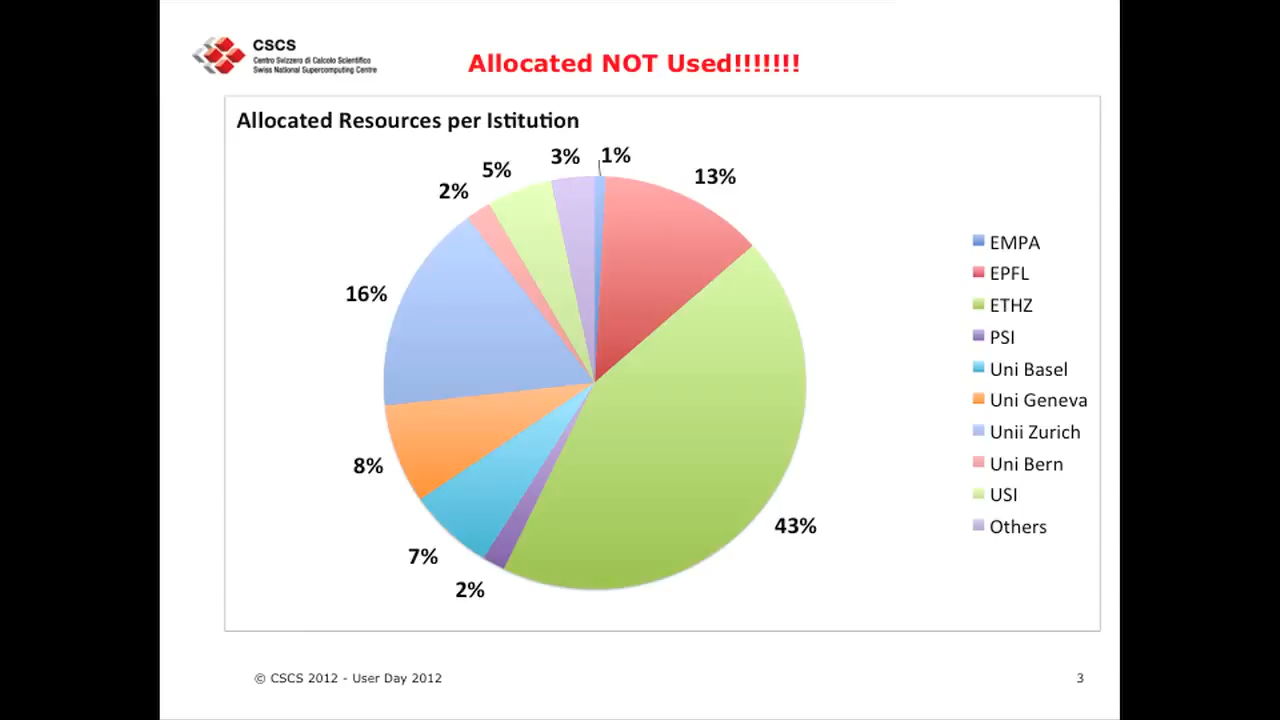 CSCS
Centro Svizzero di Calcolo Scientifico
Swiss National Supercomputing Centre
Allocated NOT Used!!!!!!!
Allocated Resources per Istitution
1%
13%
43%
2%
7%
8%
16%
2%
5%
3%
EMPA
EPFL
ETHZ
PSI
Uni Basel
Uni Geneva
Unii Zurich
Uni Bern
USI
Others
© CSCS 2012 - User Day 2012
3